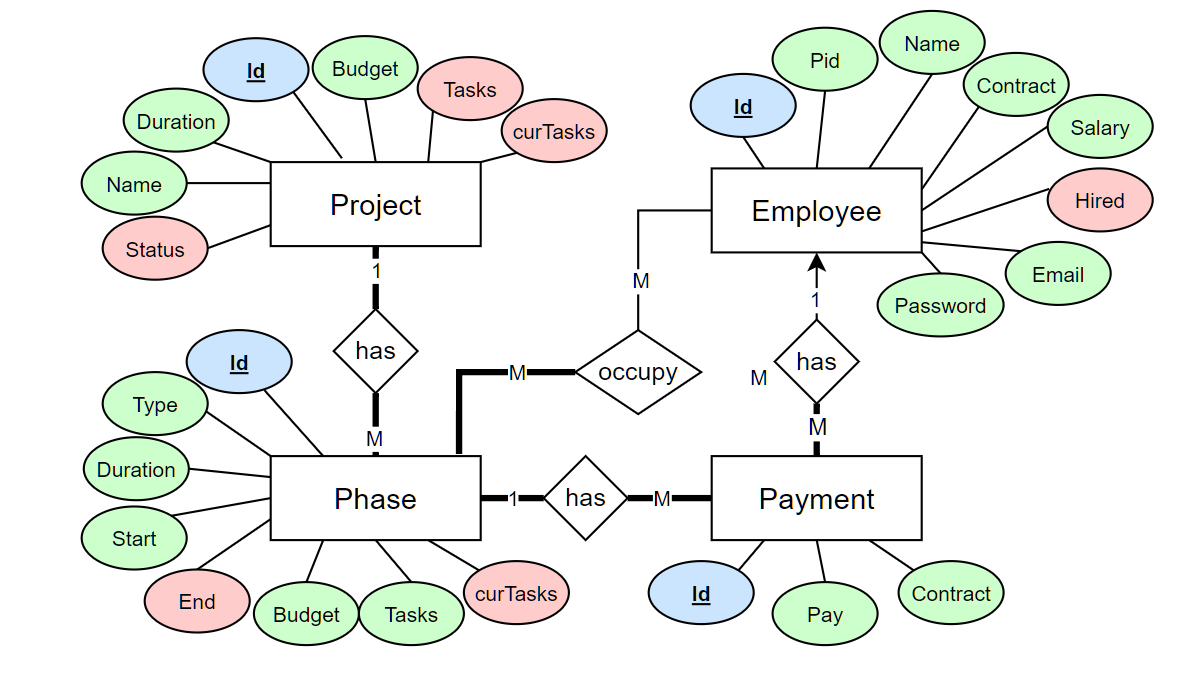 Id
Budget
Tasks
curTasks
Duration
Name
Status
Project
1
has
M
Id
Pid
Name
Contract
Salary
Hired
Email
Password
Employee
M
occupy
M
1
has
M
M
Id
Type
Duration
Start
End
Budget
Tasks
curTasks
Phase
1
has
M
Payment
Id
Pay
Contract